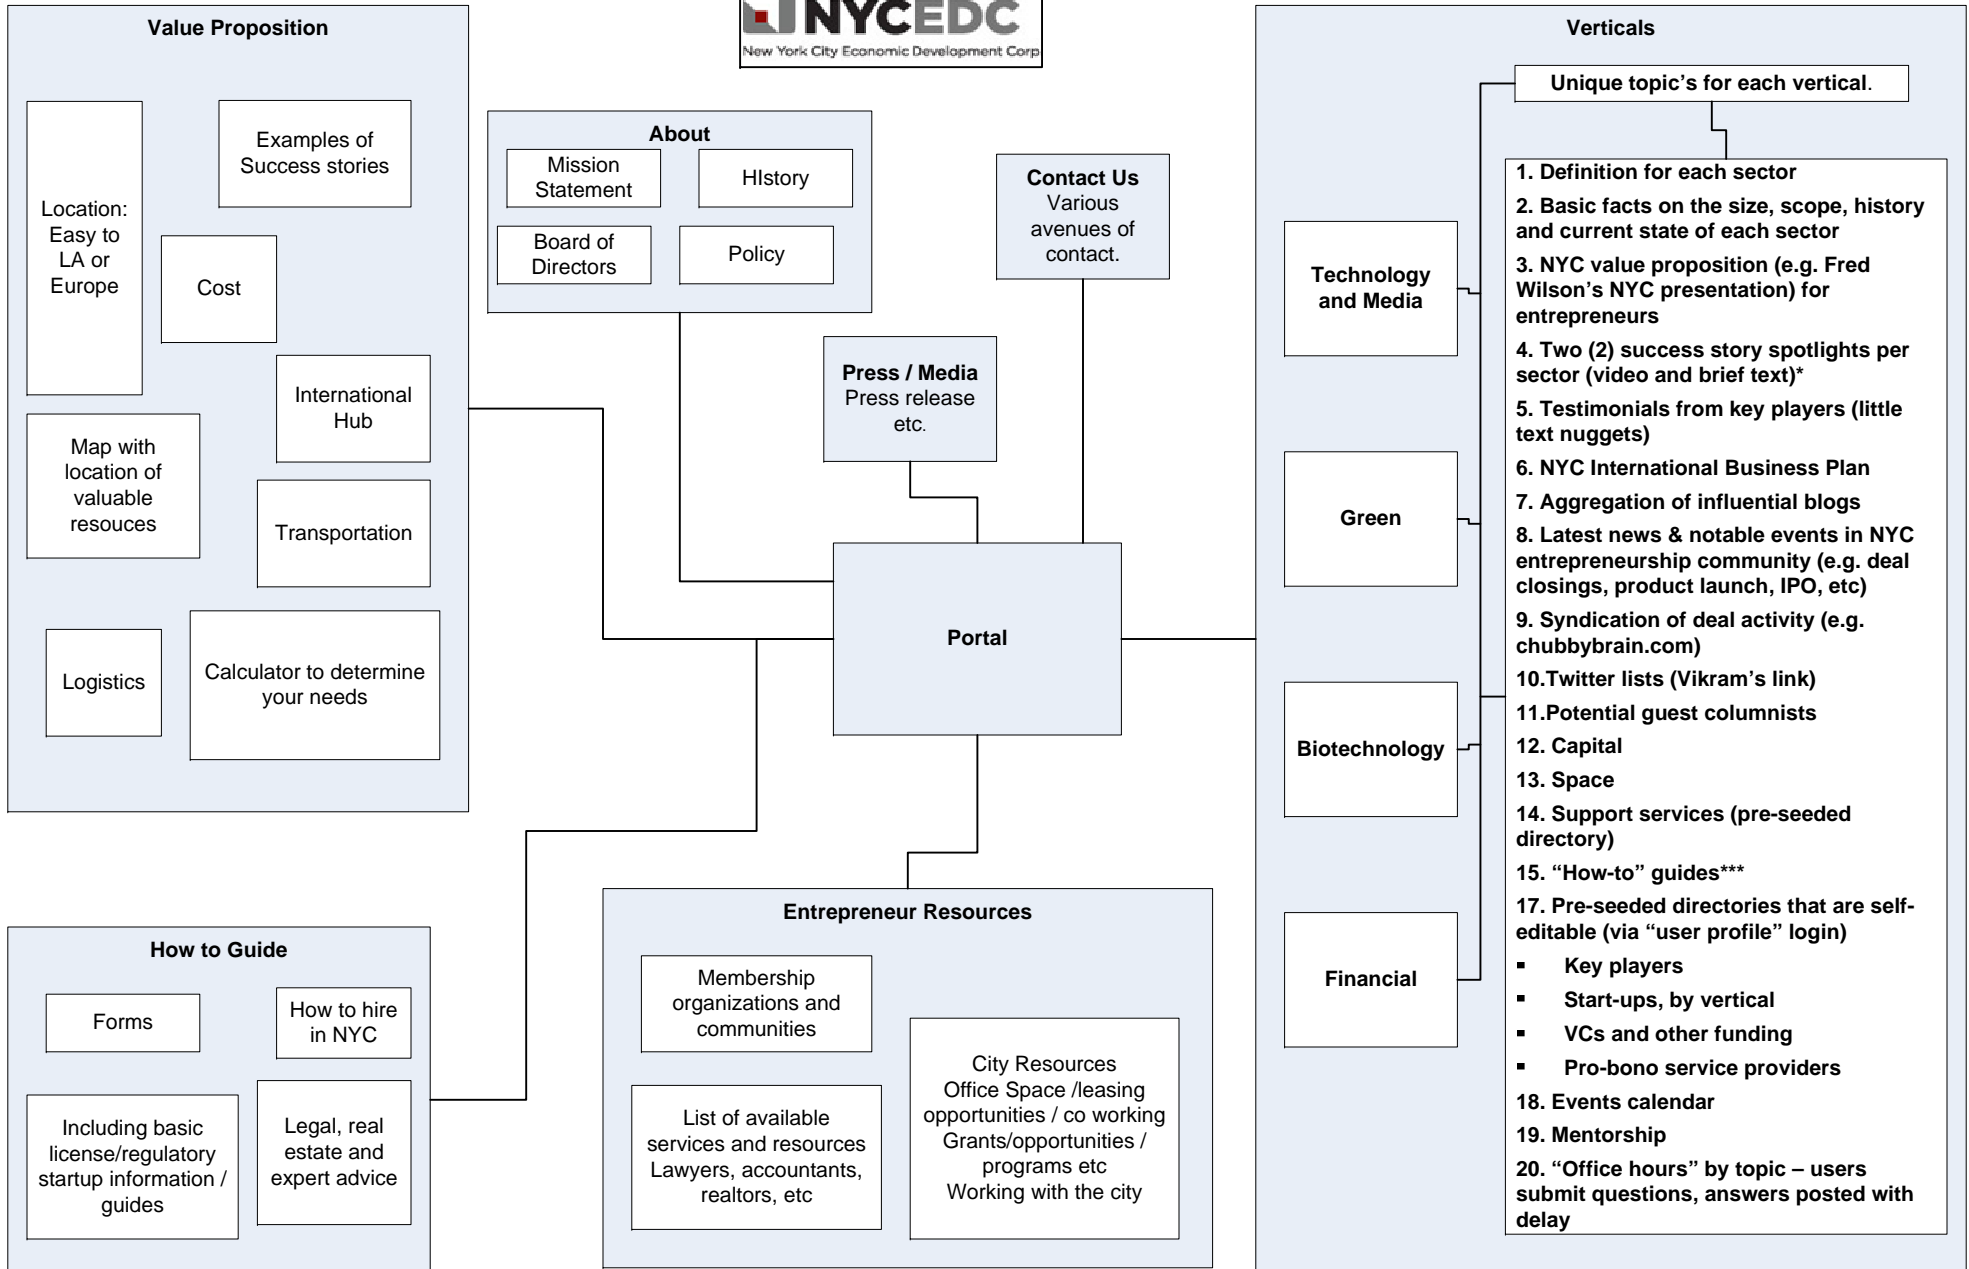 NYCEDC
New York City Economic Development Corp
Value Proposition
Location:
Easy to
LA or
Europe
Examples of
Success stories
Cost
International
Hub
Map with
location of
valuable
resouces
Transportation
Logistics
Calculator to determine
your needs
About
Mission
Statement
HIstory
Board of
Directors
Policy
Contact Us
Various
avenues of
contact.
Press / Media
Press release
etc.
Portal
How to Guide
Forms
How to hire
in NYC
Including basic
license/regulatory
startup information /
guides
Legal, real
estate and
expert advice
Entrepreneur Resources
Membership
organizations and
communities
List of available
services and resources
Lawyers, accountants,
realtors, etc
City Resources
Office Space /leasing
opportunities / co working
Grants/opportunities /
programs etc
Working with the city
Verticals
Unique topic's for each vertical.
Technology
and Media
Green
Biotechnology
Financial
1. Definition for each sector
2. Basic facts on the size, scope, history
and current state of each sector
3. NYC value proposition (e.g. Fred
Wilson's NYC presentation) for
entrepreneurs
4. Two (2) success story spotlights per
sector (video and brief text)*
5. Testimonials from key players (little
text nuggets)
6. NYC International Business Plan
7. Aggregation of influential blogs
8. Latest news & notable events in NYC
entrepreneurship community (e.g. deal
closings, product launch, IPO, etc)
9. Syndication of deal activity (e.g.
chubbybrain.com)
10.Twitter lists (Vikram's link)
11.Potential guest columnists
12. Capital
13. Space
14. Support services (pre-seeded
directory)
15. “How-to” guides***
17. Pre-seeded directories that are self-
editable (via “user profile” login)
▪ Key players
▪ Start-ups, by vertical
▪ VCs and other funding
▪ Pro-bono service providers
18. Events calendar
19. Mentorship
20. “Office hours” by topic – users
submit questions, answers posted with
delay